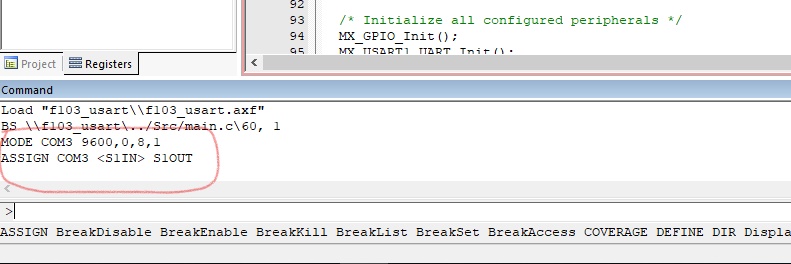 92
93 /* Initialize all configured peripherals */
94 MX_GPIO_Init();
95 MX_USART1_UART_Init();
Project Registers
Command
Load "f103_usart\\f103_usart.axf"
BS \\f103_usart\../Src/main.c\60, 1
MODE COM3 9600,0,8,1
ASSIGN COM3 <S1IN> S1OUT
>
ASSIGN BreakDisable BreakEnable BreakKill BreakList BreakSet BreakAccess COVERAGE DEFINE DIR Displa